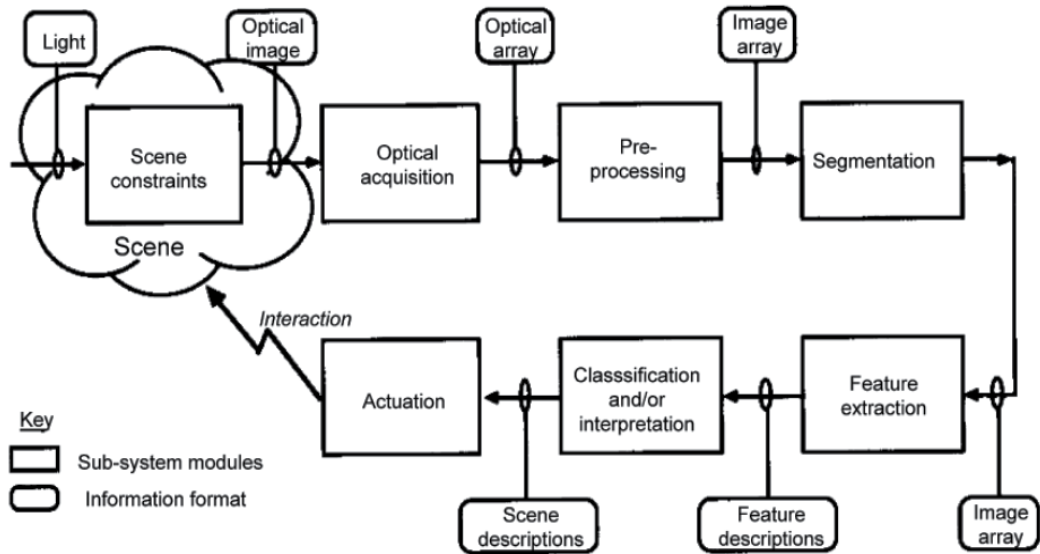 Light
Optical
image
Optical
array
Image
array
Scene
constraints
Optical
acquisition
Pre-
processing
Segmentation
Scene
Interaction
Actuation
Classsification
and/or
interpretation
Feature
extraction
Key
Sub-system modules
Information format
Scene
descriptions
Feature
descriptions
Image
array